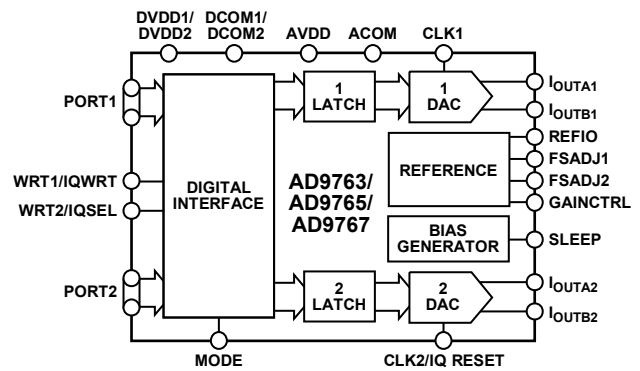 DVDD1/
DVDD2
DCOM1/
DCOM2
AVDD
ACOM
CLK1
PORT1
WRT1/IQWRT
WRT2/IQSEL
PORT2
DIGITAL
INTERFACE
1
LATCH
1
DAC
IOUTA1
IOUTB1
REFERENCE
REFIO
FSADJ1
FSADJ2
GAINCTRL
AD9763/
AD9765/
AD9767
BIAS
GENERATOR
SLEEP
2
LATCH
2
DAC
IOUTA2
IOUTB2
MODE
CLK2/IQ RESET